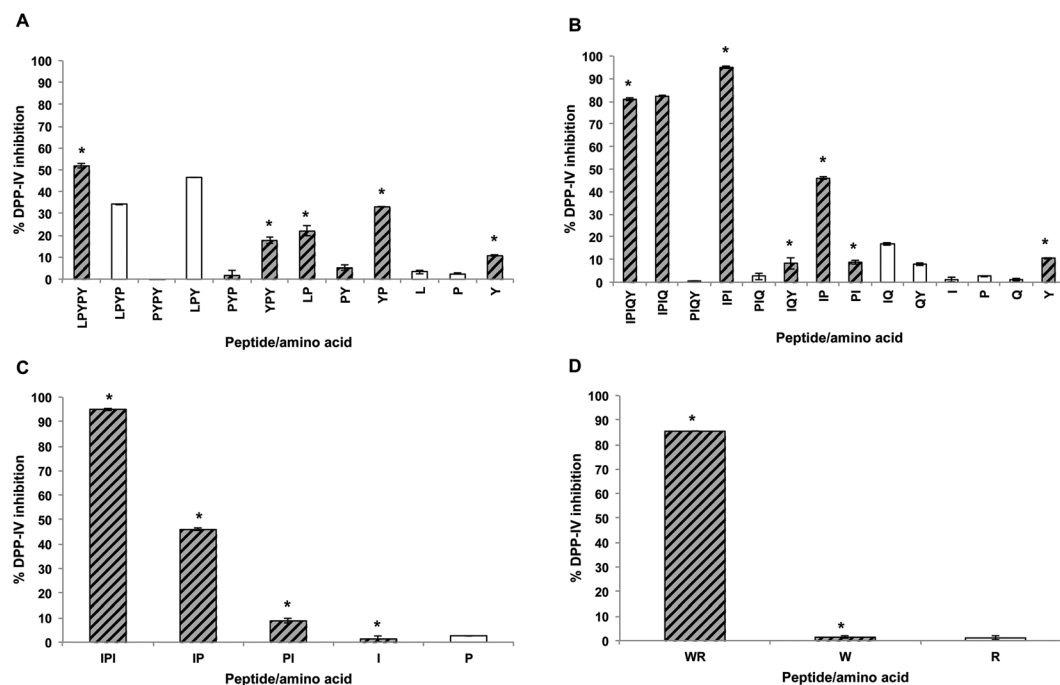 A
% DPP-IV inhibition
100
90
80
70
60
50
40
30
20
10
0
*
*
*
*
*
LPYPY
LPYP
PYPY
LPY
PYP
YPY
LP
PY
YP
L
P
Y
Peptide/amino acid
B
% DPP-IV inhibition
100
90
80
70
60
50
40
30
20
10
0
*
*
*
*
*
*
IPIQY
IPIQ
PIQY
IPI
PIQ
IQY
IP
PI
IQ
QY
I
P
Q
Y
Peptide/amino acid
C
% DPP-IV inhibition
100
90
80
70
60
50
40
30
20
10
0
*
*
*
*
IPI IP PI I P
Peptide/amino acid
D
% DPP-IV inhibition
100
90
80
70
60
50
40
30
20
10
0
*
*
WR W R
Peptide/amino acid